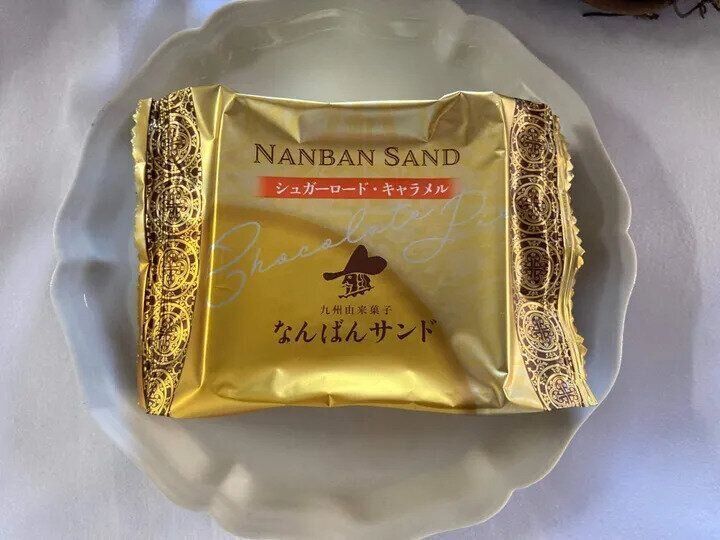 NANBAN SAND
シュガーロード・キャラメル
Chocolate Pie
九州由来菓子
なんばんサンド